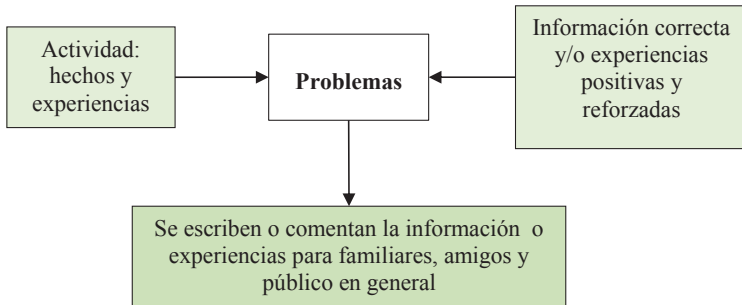 Actividad:
hechos y
experiencias
Problemas
Información correcta
y/o experiencias
positivas y
reforzadas
Se escriben o comentan la información o
experiencias para familiares, amigos y
público en general